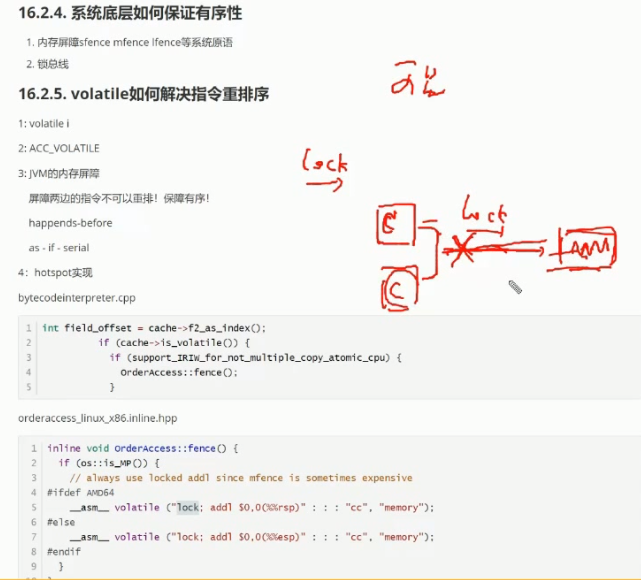 16.2.4. 系统底层如何保证有序性
1. 内存屏障sfence mfence lfence等系统原语
2. 锁总线
16.2.5. volatile如何解决指令重排序
1: volatile i
2: ACC_VOLATILE
3: JVM的内存屏障
屏障两边的指令不可以重排！保障有序！
happends-before
as - if - serial
4：hotspot实现
bytecodeinterpreter.cpp
1 int field_offset = cache->f2_as_index();
2 if (cache->is_volatile()) {
3 if (support_IRIW_for_not_multiple_copy_atomic_cpu) {
4 OrderAccess::fence();
5 }
orderaccess_linux_x86.inline.hpp
1 inline void OrderAccess::fence() {
2 if (os::is_MP()) {
3 // always use locked addl since mfence is sometimes expensive
4 #ifdef AMD64
5 __asm__ volatile ("lock; addl $0,0(%%rsp)" : : : "cc", "memory");
6 #else
7 __asm__ volatile ("lock; addl $0,0(%%esp)" : : : "cc", "memory");
8 #endif
9 }
lock
lock
C